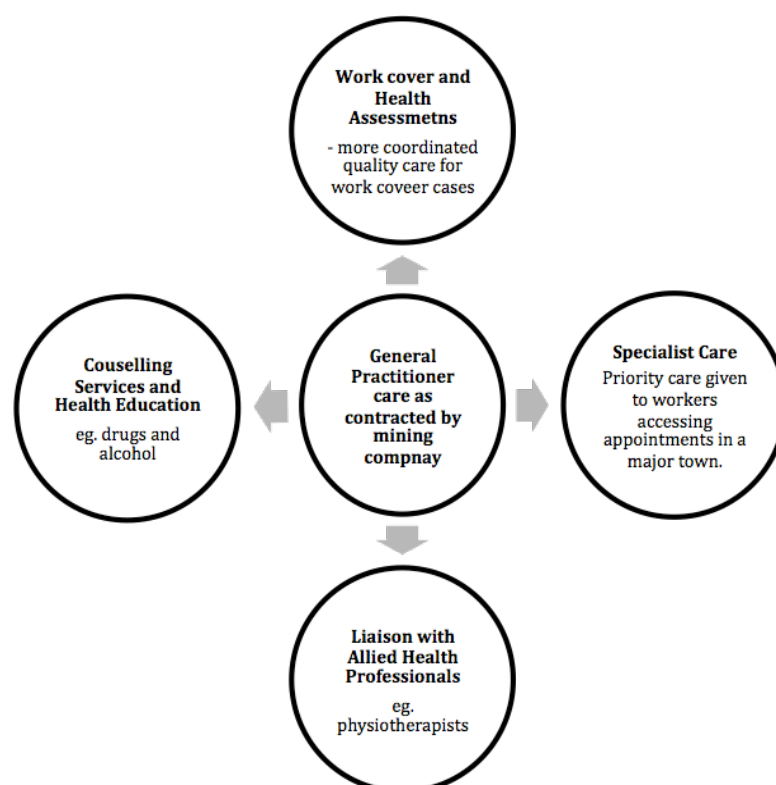 Work cover and
Health
Assessmetns
- more coordinated
quality care for
work coveer cases
Couselling
Services and
Health Education
eg. drugs and
alcohol
General
Practitioner
care as
contracted by
mining
compnay
Specialist Care
Priority care given
to workers
accessing
appointments in a
major town.
Liaison with
Allied Health
Professionals
eg.
physiotherapists